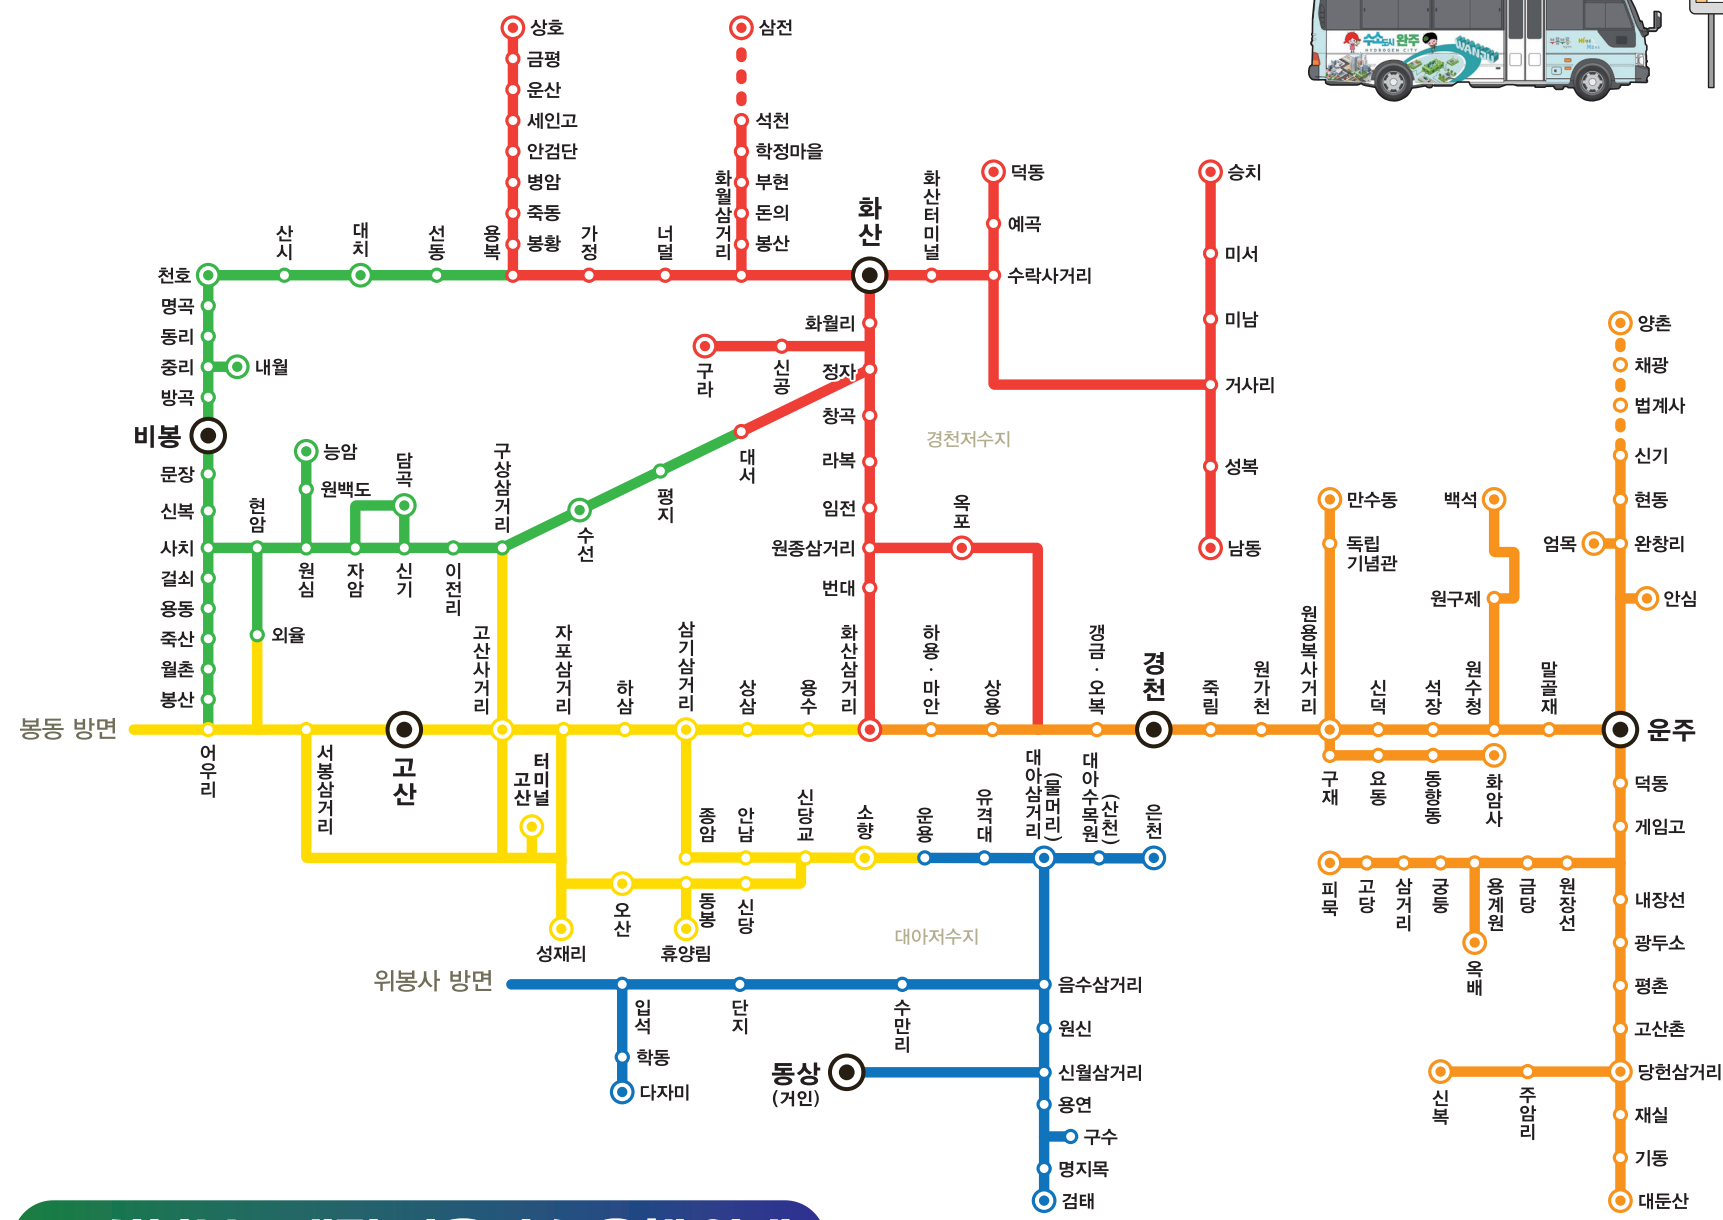 상호
금평
운산
세인고
안검단
병암
죽동
봉황
삼전
석천
학정마을
부현
돈의
봉산
화월삼거리
수소도시 완주
HYDROGEN CITY
WANJU
천호
산시
대치
선동
용복
가정
너덜
화산
화산터미널
덕동
예곡
수락사거리
승치
미서
미남
거사리
성복
남동
명곡
동리
중리
내월
방곡
비봉
문장
신복
사치
걸쇠
용동
죽산
월촌
봉산
현암
능암
원백도
담곡
구상삼거리
원심
자암
신기
이전리
외율
수선
평지
대서
구라
신공
화월리
정자
창곡
라복
임전
원종삼거리
번대
옥포
경천저수지
봉동 방면
어우리
서봉삼거리
고산
고산사거리
자포삼거리
하삼
삼기삼거리
상삼
용수
화산삼거리
하용·마안
상용
갱금·오복
경천
죽림
원가천
원용복사거리
만수동
독립
기념관
신덕
석장
백석
원구제
원수청
말골재
운주
양촌
채광
법계사
신기
현동
엄목
완창리
안심
고산
터미널
종암
안남
신당교
소향
운용
유격대
대아삼거리
(물머리)
대아수목원
(산천)
은천
오산
동봉
신당
성재리
휴양림
대아저수지
위봉사 방면
입석
학동
다자미
단지
수만리
음수삼거리
원신
동상
(거인)
신월삼거리
용연
구수
명지목
검태
구재
요동
동향동
화암사
덕동
게임고
피묵
고당
삼거리
궁동
용계원
금당
원장선
옥배
내장선
광두소
평촌
고산촌
신복
주암리
당헌삼거리
재실
기동
대둔산